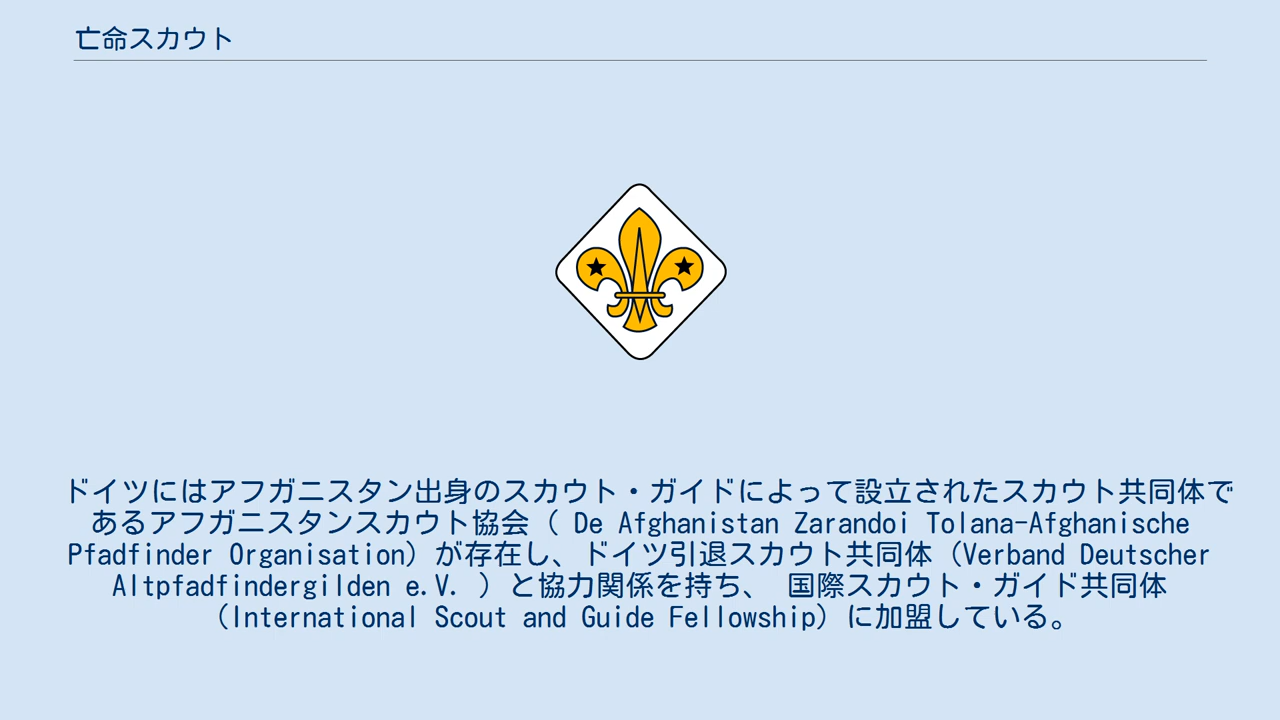 亡命スカウト
ドイツにはアフガニスタン出身のスカウト・ガイドによって設立されたスカウト共同体で
あるアフガニスタンスカウト協会（ De Afghanistan Zarandoi Tolana-Afghanische
Pfadfinder Organisation）が存在し、ドイツ引退スカウト共同体（Verband Deutscher
Altpfadfindergilden e.V. ）と協力関係を持ち、 国際スカウト・ガイド共同体
（International Scout and Guide Fellowship）に加盟している。